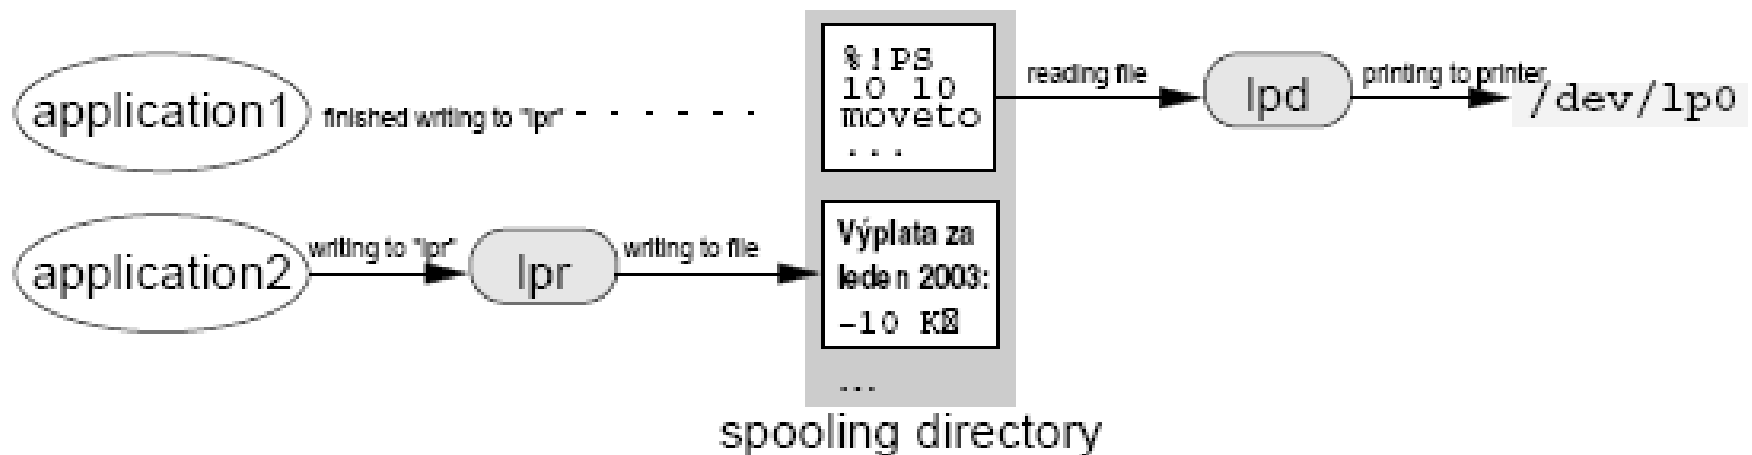 application1
finished writing to "lpr"
%!PS
10 10
moveto
...
reading file
lpd
printing to printer
/dev/lp0
application2
writing to "lpr"
lpr
writing to file
Výplata za
leden 2003:
-10 K
...
spooling directory